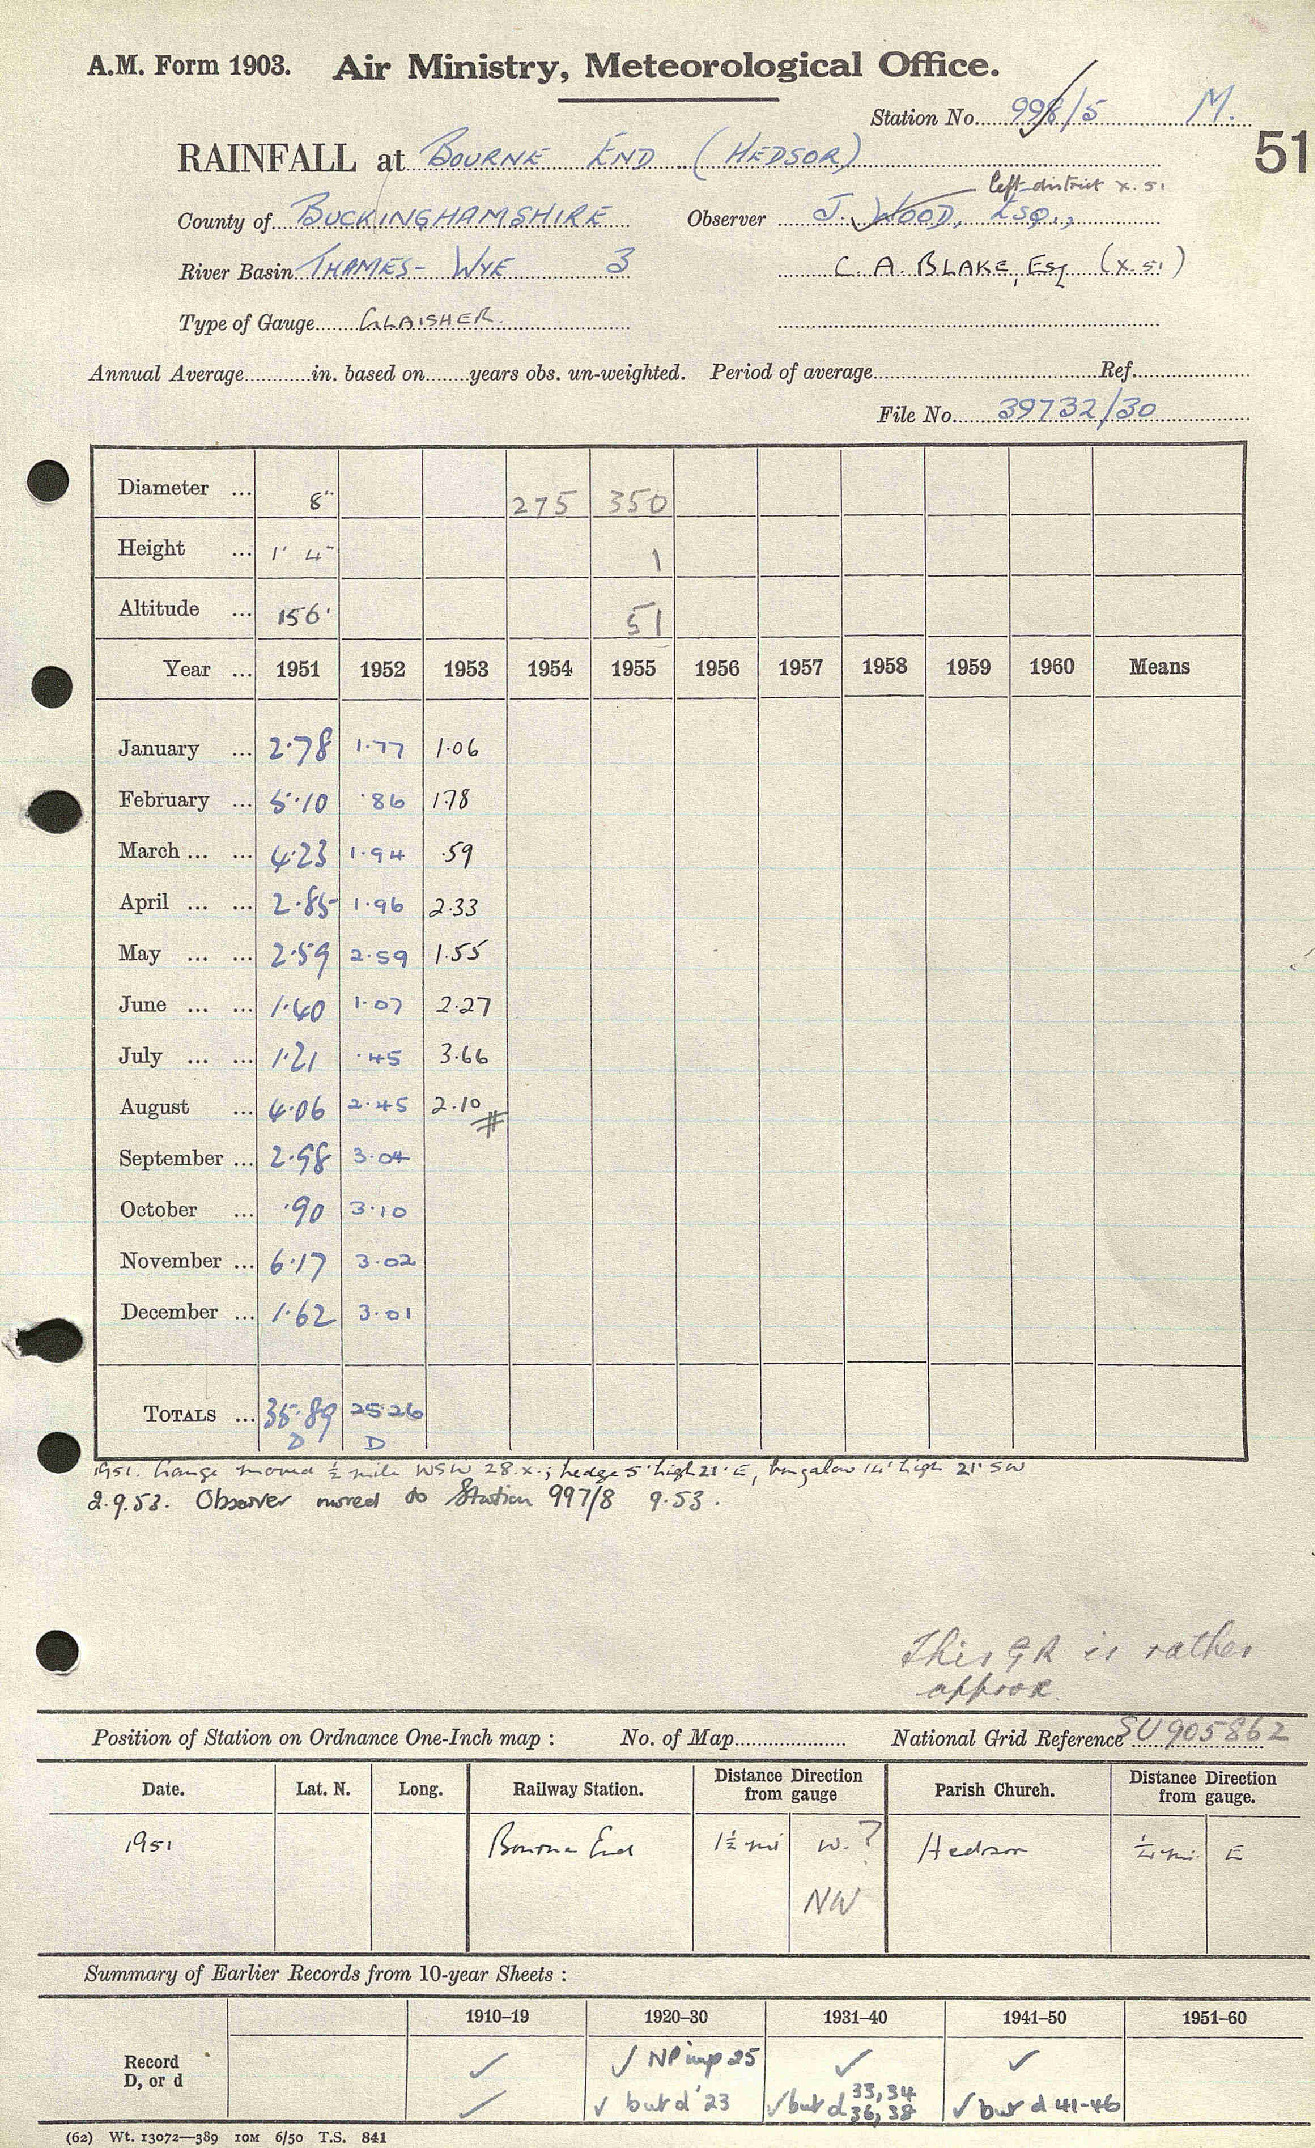 A.M. Form 1903. Air Ministry, Meteorological Office.
Station No. 998/5 M.
51
RAINFALL at BOURNE END (HEDSOR)
left district x.51
County of BUCKINGHAMSHIRE Observer J. WOOD, ESQ.,
River Basin THAMES - WYE 3 C. A. BLAKE, Esq (x.51)
Type of Gauge GLAISHER
Annual Average in. based on years obs. un-weighted. Period of average Ref.
File No. 39732/30
Diameter ... 8" 275 350
Height ... 1' 4" 1
Altitude ... 156' 51
Year ... 1951 1952 1953 1954 1955 1956 1957 1958 1959 1960 Means
January ... 2.78 1.77 1.06
February ... 5.10 .86 1.78
March ... ... 4.23 1.94 .59
April ... ... 2.85 1.96 2.33
May ... ... 2.59 2.59 1.55
June ... ... 1.40 1.07 2.27
July ... ... 1.21 .45 3.66
August ... 4.06 2.45 2.10
#
September ... 2.98 3.04
October ... .90 3.10
November ... 6.17 3.02
December ... 1.62 3.01
TOTALS ... 35.89 25.26
D D
1951. Gauge moved ½ mile WSW 28.x.; hedge 5' high 21' E, bungalow 14' high 21' SW
2.9.53. Observer moved to Station 997/8 9.53.
This GR is rather
approx
Position of Station on Ordnance One-Inch map : No. of Map National Grid Reference SU 905862
Date. Lat. N. Long. Railway Station. Distance Direction from gauge Parish Church. Distance Direction from gauge.
1951 Bourne End 1½ mi W. ? Hedsor ¼ mi E
NW
Summary of Earlier Records from 10-year Sheets :
1910–19 1920–30 1931–40 1941–50 1951–60
Record ✓ ✓ NP imp 25 ✓ ✓
D, or d ✓ ✓ but d '23 ✓ but d 33, 34 36, 38 ✓ but d 41-46
(62) Wt. 13072—389 10M 6/50 T.S. 841